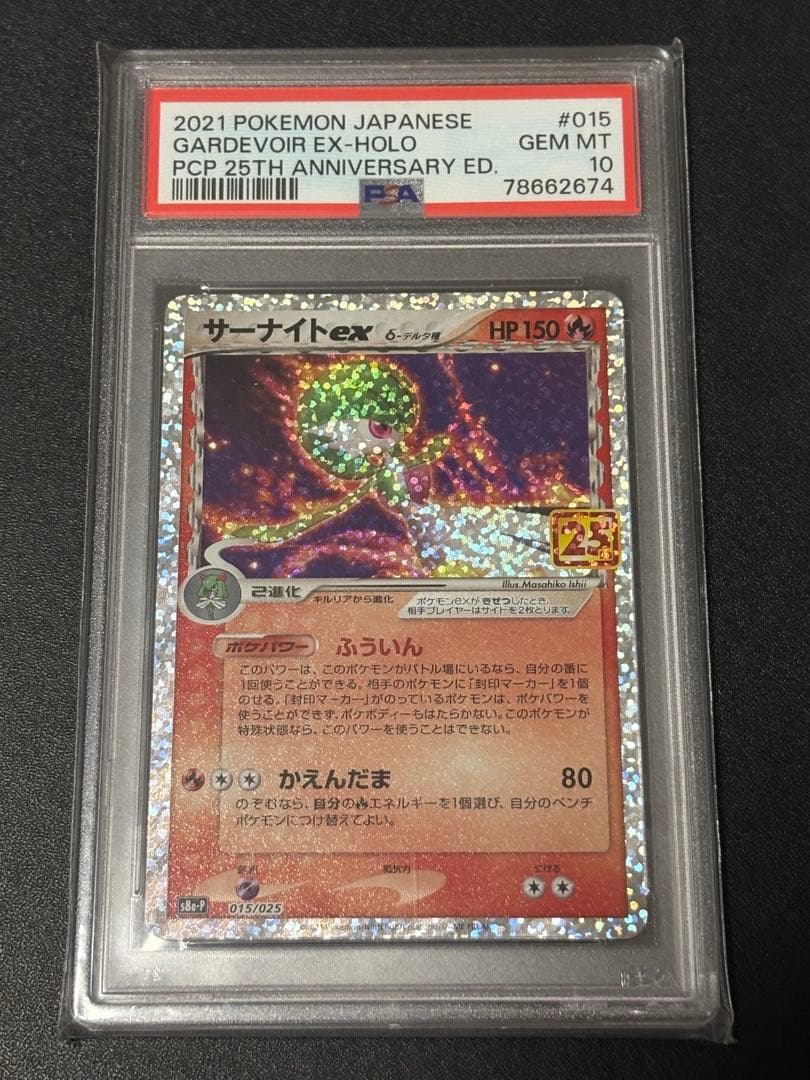 2021 POKEMON JAPANESE #015
GARDEVOIR EX-HOLO GEM MT
PCP 25TH ANNIVERSARY ED. 10
PSA 78662674
サーナイトex δ-デルタ種 HP150
25
Illus. Masahiko Ishii
2進化 キルリアから進化
ポケモンexが きぜつしたとき、
相手プレイヤーはサイドを2枚とります。
ポケパワー ふういん
このパワーは、このポケモンがバトル場にいるなら、自分の番に
1回使うことができる。相手のポケモンに「封印マーカー」を1個
のせる。「封印マーカー」がのっているポケモンは、ポケパワーを
使うことができず、ポケボディーもはたらかない。このポケモンが
特殊状態なら、このパワーを使うことはできない。
かえんだま 80
のぞむなら、自分のエネルギーを1個選び、自分のベンチ
ポケモンにつけ替えてよい。
弱点 抵抗力 にげる
s8a-P 015/025